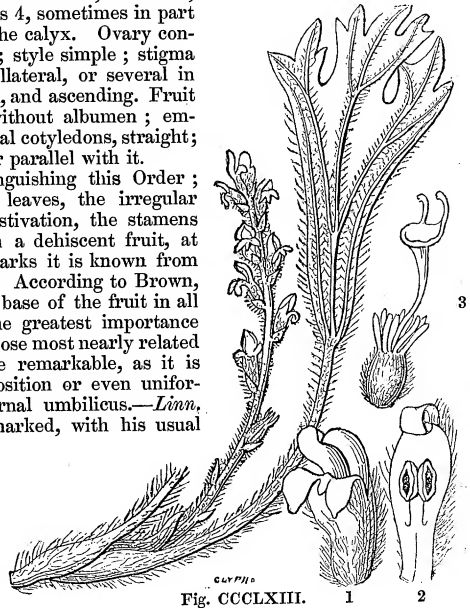 s 4, sometimes in part
he calyx. Ovary con-
; style simple ; stigma
llateral, or several in
, and ascending. Fruit
vithout albumen ; em-
al cotyledons, straight;
r parallel with it.
nguishing this Order ;
leaves, the irregular
stivation, the stamens
a dehiscent fruit, at
arks it is known from
According to Brown,
base of the fruit in all
ne greatest importance
ose most nearly related
e remarkable, as it is
osition or even unifor-
rnal umbilicus.—Linn.
narked, with his usual
3
Fig. CCCLXIII. 1 2